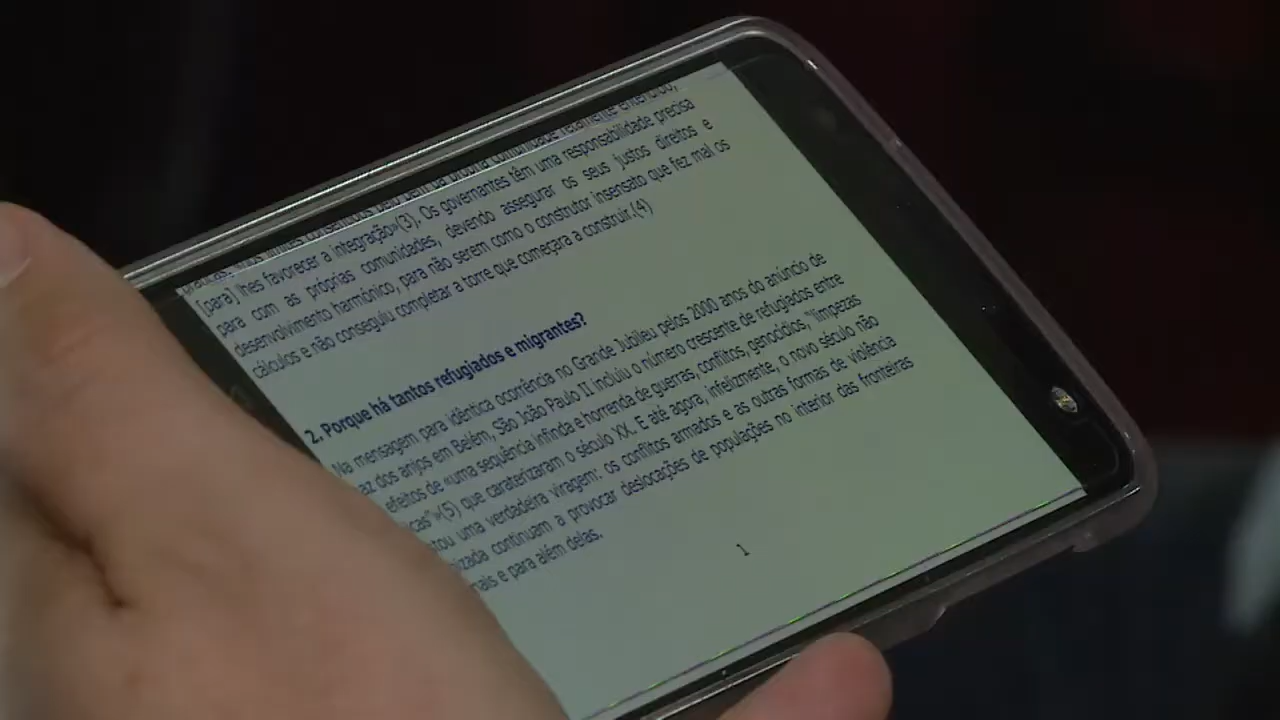 [para] lhes favorecer a integração»(3). Os governantes têm uma responsabilidade precisa
para com as próprias comunidades, devendo assegurar os seus justos direitos e
desenvolvimento harmónico, para não serem como o construtor insensato que fez mal os
cálculos e não conseguiu completar a torre que começara a construir.(4)
2. Porque há tantos refugiados e migrantes?
Na mensagem para idêntica ocorrência no Grande Jubileu pelos 2000 anos do anúncio de
az dos anjos em Belém, São João Paulo II incluiu o número crescente de refugiados entre
efeitos de «uma sequência infinda e horrenda de guerras, conflitos, genocídios, "limpezas
icas"»(5) que caraterizaram o século XX. E até agora, infelizmente, o novo século não
tou uma verdadeira viragem: os conflitos armados e as outras formas de violência
nizada continuam a provocar deslocações de populações no interior das fronteiras
nais e para além delas.
1